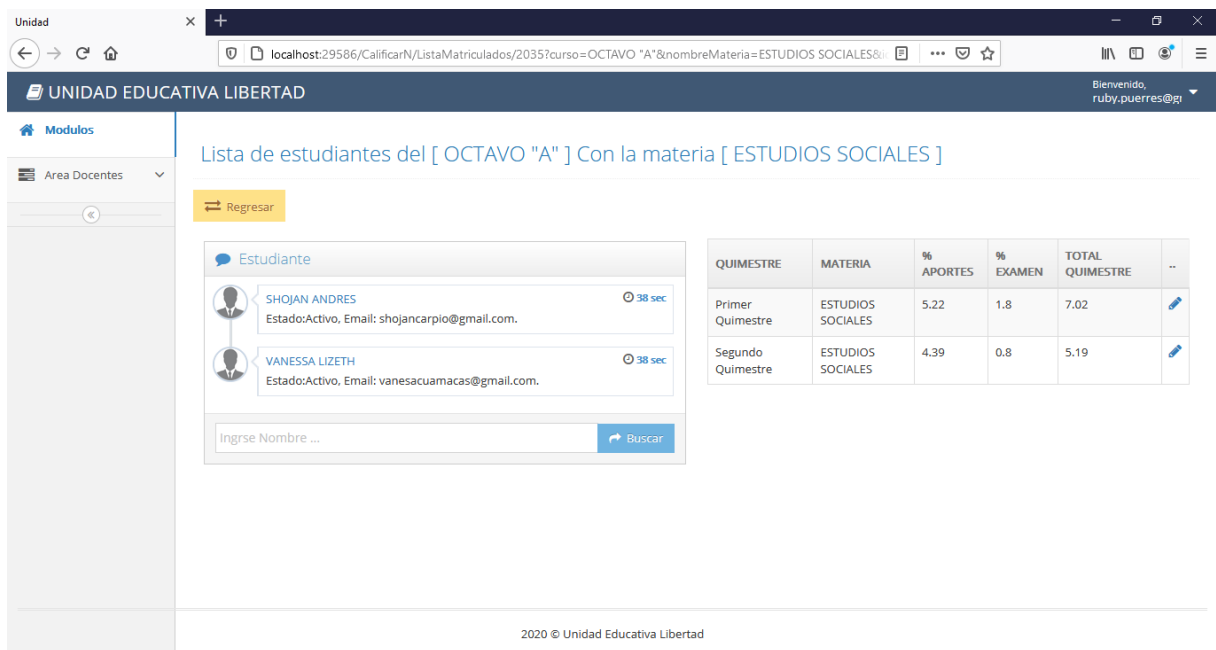 Unidad
localhost:29586/CalificarN/ListaMatriculados/2035?curso=OCTAVO "A"&nombreMateria=ESTUDIOS SOCIALES&
UNIDAD EDUCATIVA LIBERTAD
Bienvenido,
ruby.puerres@g
Modulos
Area Docentes
Lista de estudiantes del [ OCTAVO "A" ] Con la materia [ ESTUDIOS SOCIALES ]
Regresar
Estudiante
SHOJAN ANDRES
38 sec
Estado:Activo, Email: shojancarpio@gmail.com.
VANESSA LIZETH
38 sec
Estado:Activo, Email: vanesacuamacas@gmail.com.
Ingrse Nombre ...
Buscar
QUIMESTRE MATERIA % APORTES % EXAMEN TOTAL QUIMESTRE ..
Primer Quimestre ESTUDIOS SOCIALES 5.22 1.8 7.02
Segundo Quimestre ESTUDIOS SOCIALES 4.39 0.8 5.19
2020 © Unidad Educativa Libertad